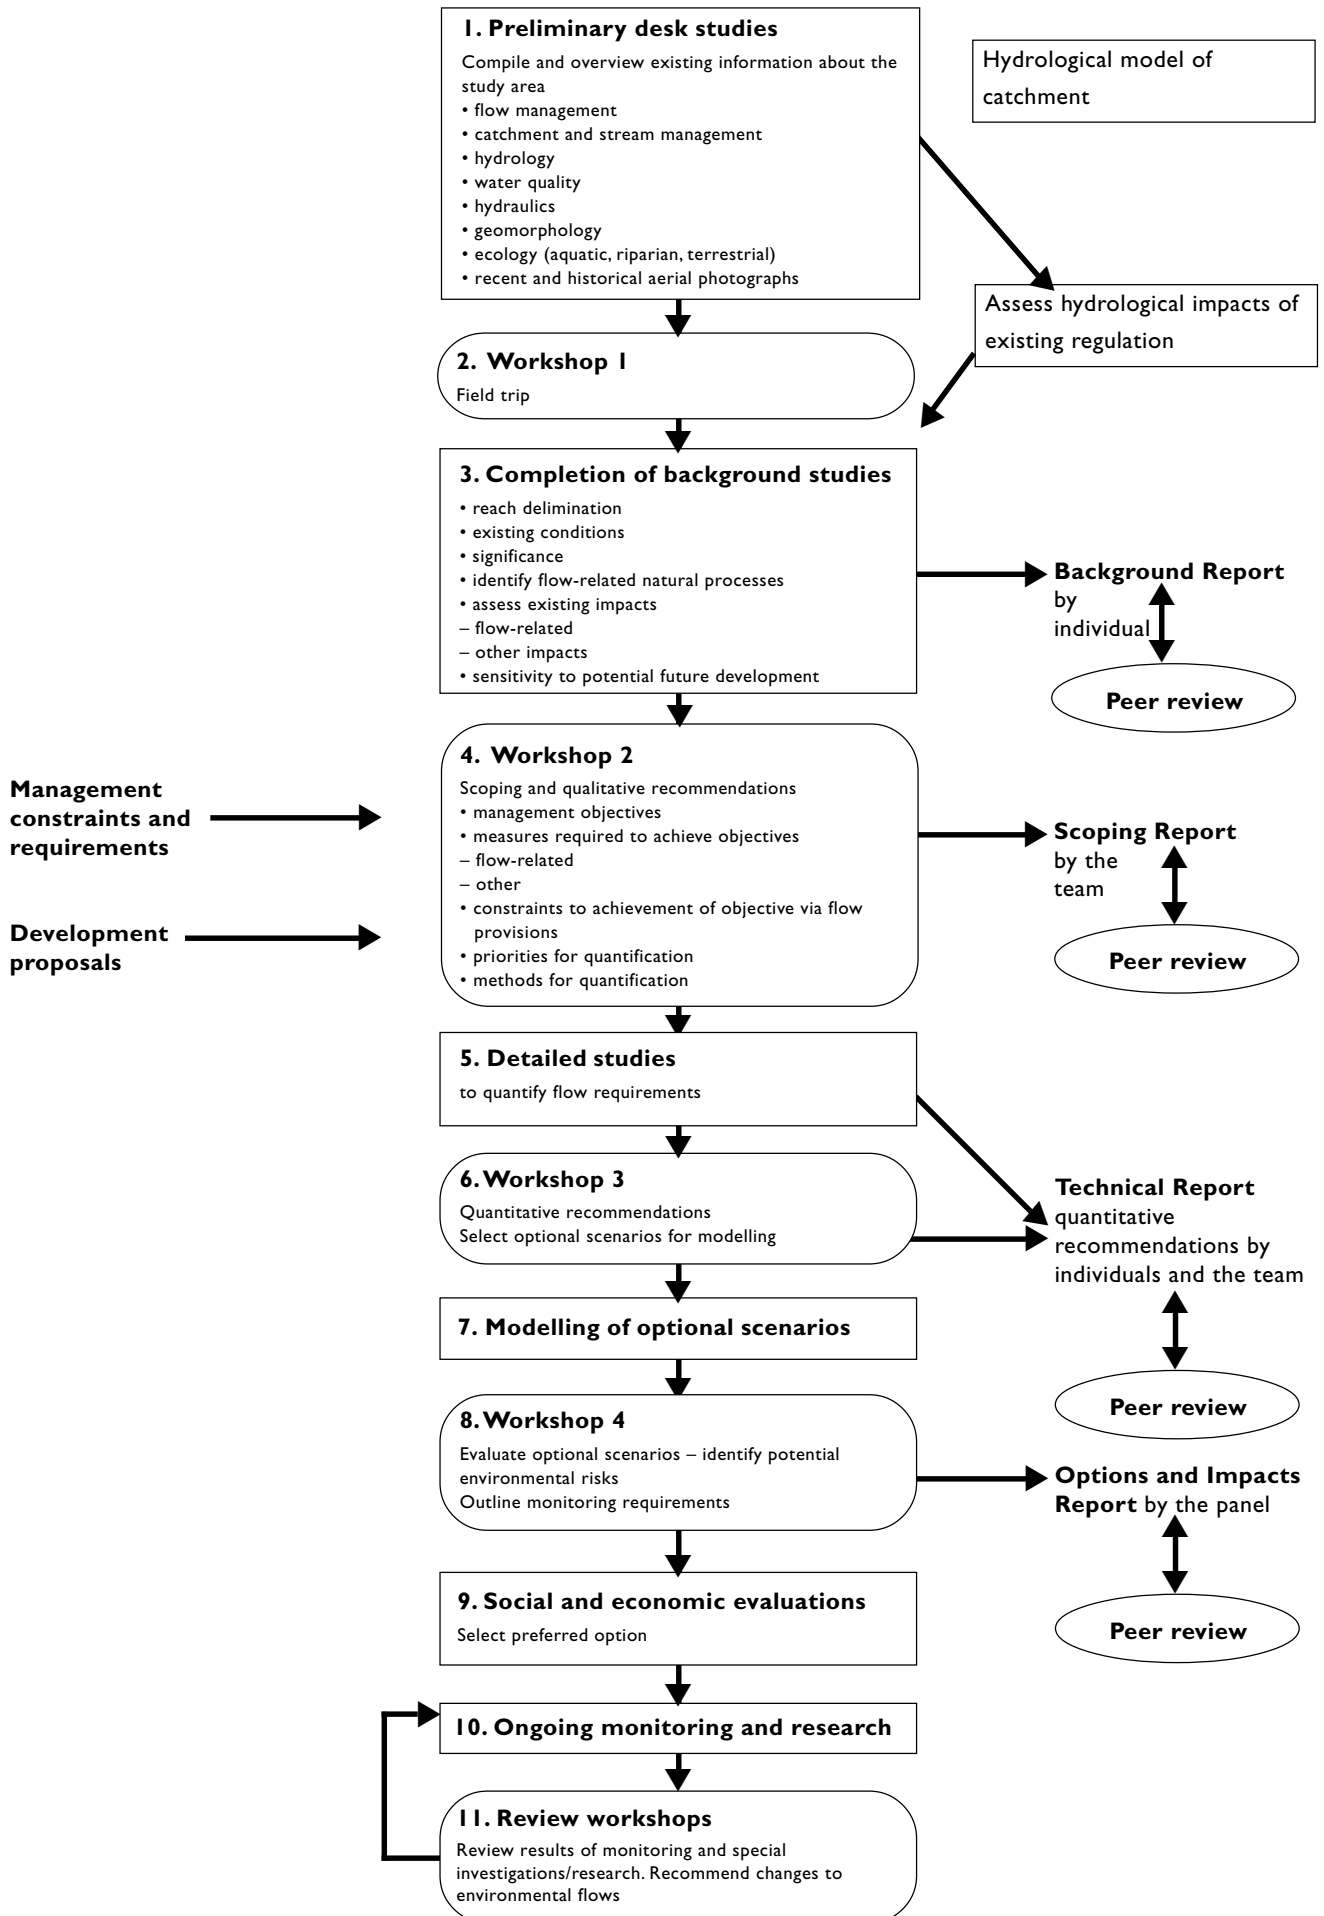 1. Preliminary desk studies
Compile and overview existing information about the
study area
• flow management
• catchment and stream management
• hydrology
• water quality
• hydraulics
• geomorphology
• ecology (aquatic, riparian, terrestrial)
• recent and historical aerial photographs
Hydrological model of
catchment
Assess hydrological impacts of
existing regulation
2. Workshop 1
Field trip
3. Completion of background studies
• reach delimination
• existing conditions
• significance
• identify flow-related natural processes
• assess existing impacts
– flow-related
– other impacts
• sensitivity to potential future development
Background Report
by
individual
Peer review
Management
constraints and
requirements
Development
proposals
4. Workshop 2
Scoping and qualitative recommendations
• management objectives
• measures required to achieve objectives
– flow-related
– other
• constraints to achievement of objective via flow
provisions
• priorities for quantification
• methods for quantification
Scoping Report
by the
team
Peer review
5. Detailed studies
to quantify flow requirements
6. Workshop 3
Quantitative recommendations
Select optional scenarios for modelling
Technical Report
quantitative
recommendations by
individuals and the team
Peer review
7. Modelling of optional scenarios
8. Workshop 4
Evaluate optional scenarios – identify potential
environmental risks
Outline monitoring requirements
Options and Impacts
Report by the panel
Peer review
9. Social and economic evaluations
Select preferred option
10. Ongoing monitoring and research
11. Review workshops
Review results of monitoring and special
investigations/research. Recommend changes to
environmental flows